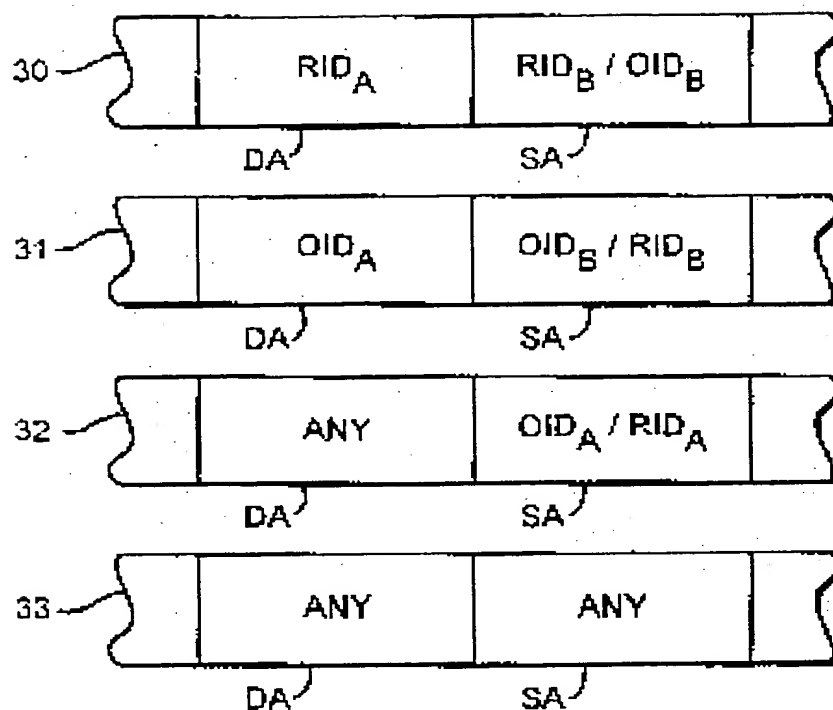 30 RID_A RID_B / OID_B
DA SA
31 OID_A OID_B / RID_B
DA SA
32 ANY OID_A / RID_A
DA SA
33 ANY ANY
DA SA